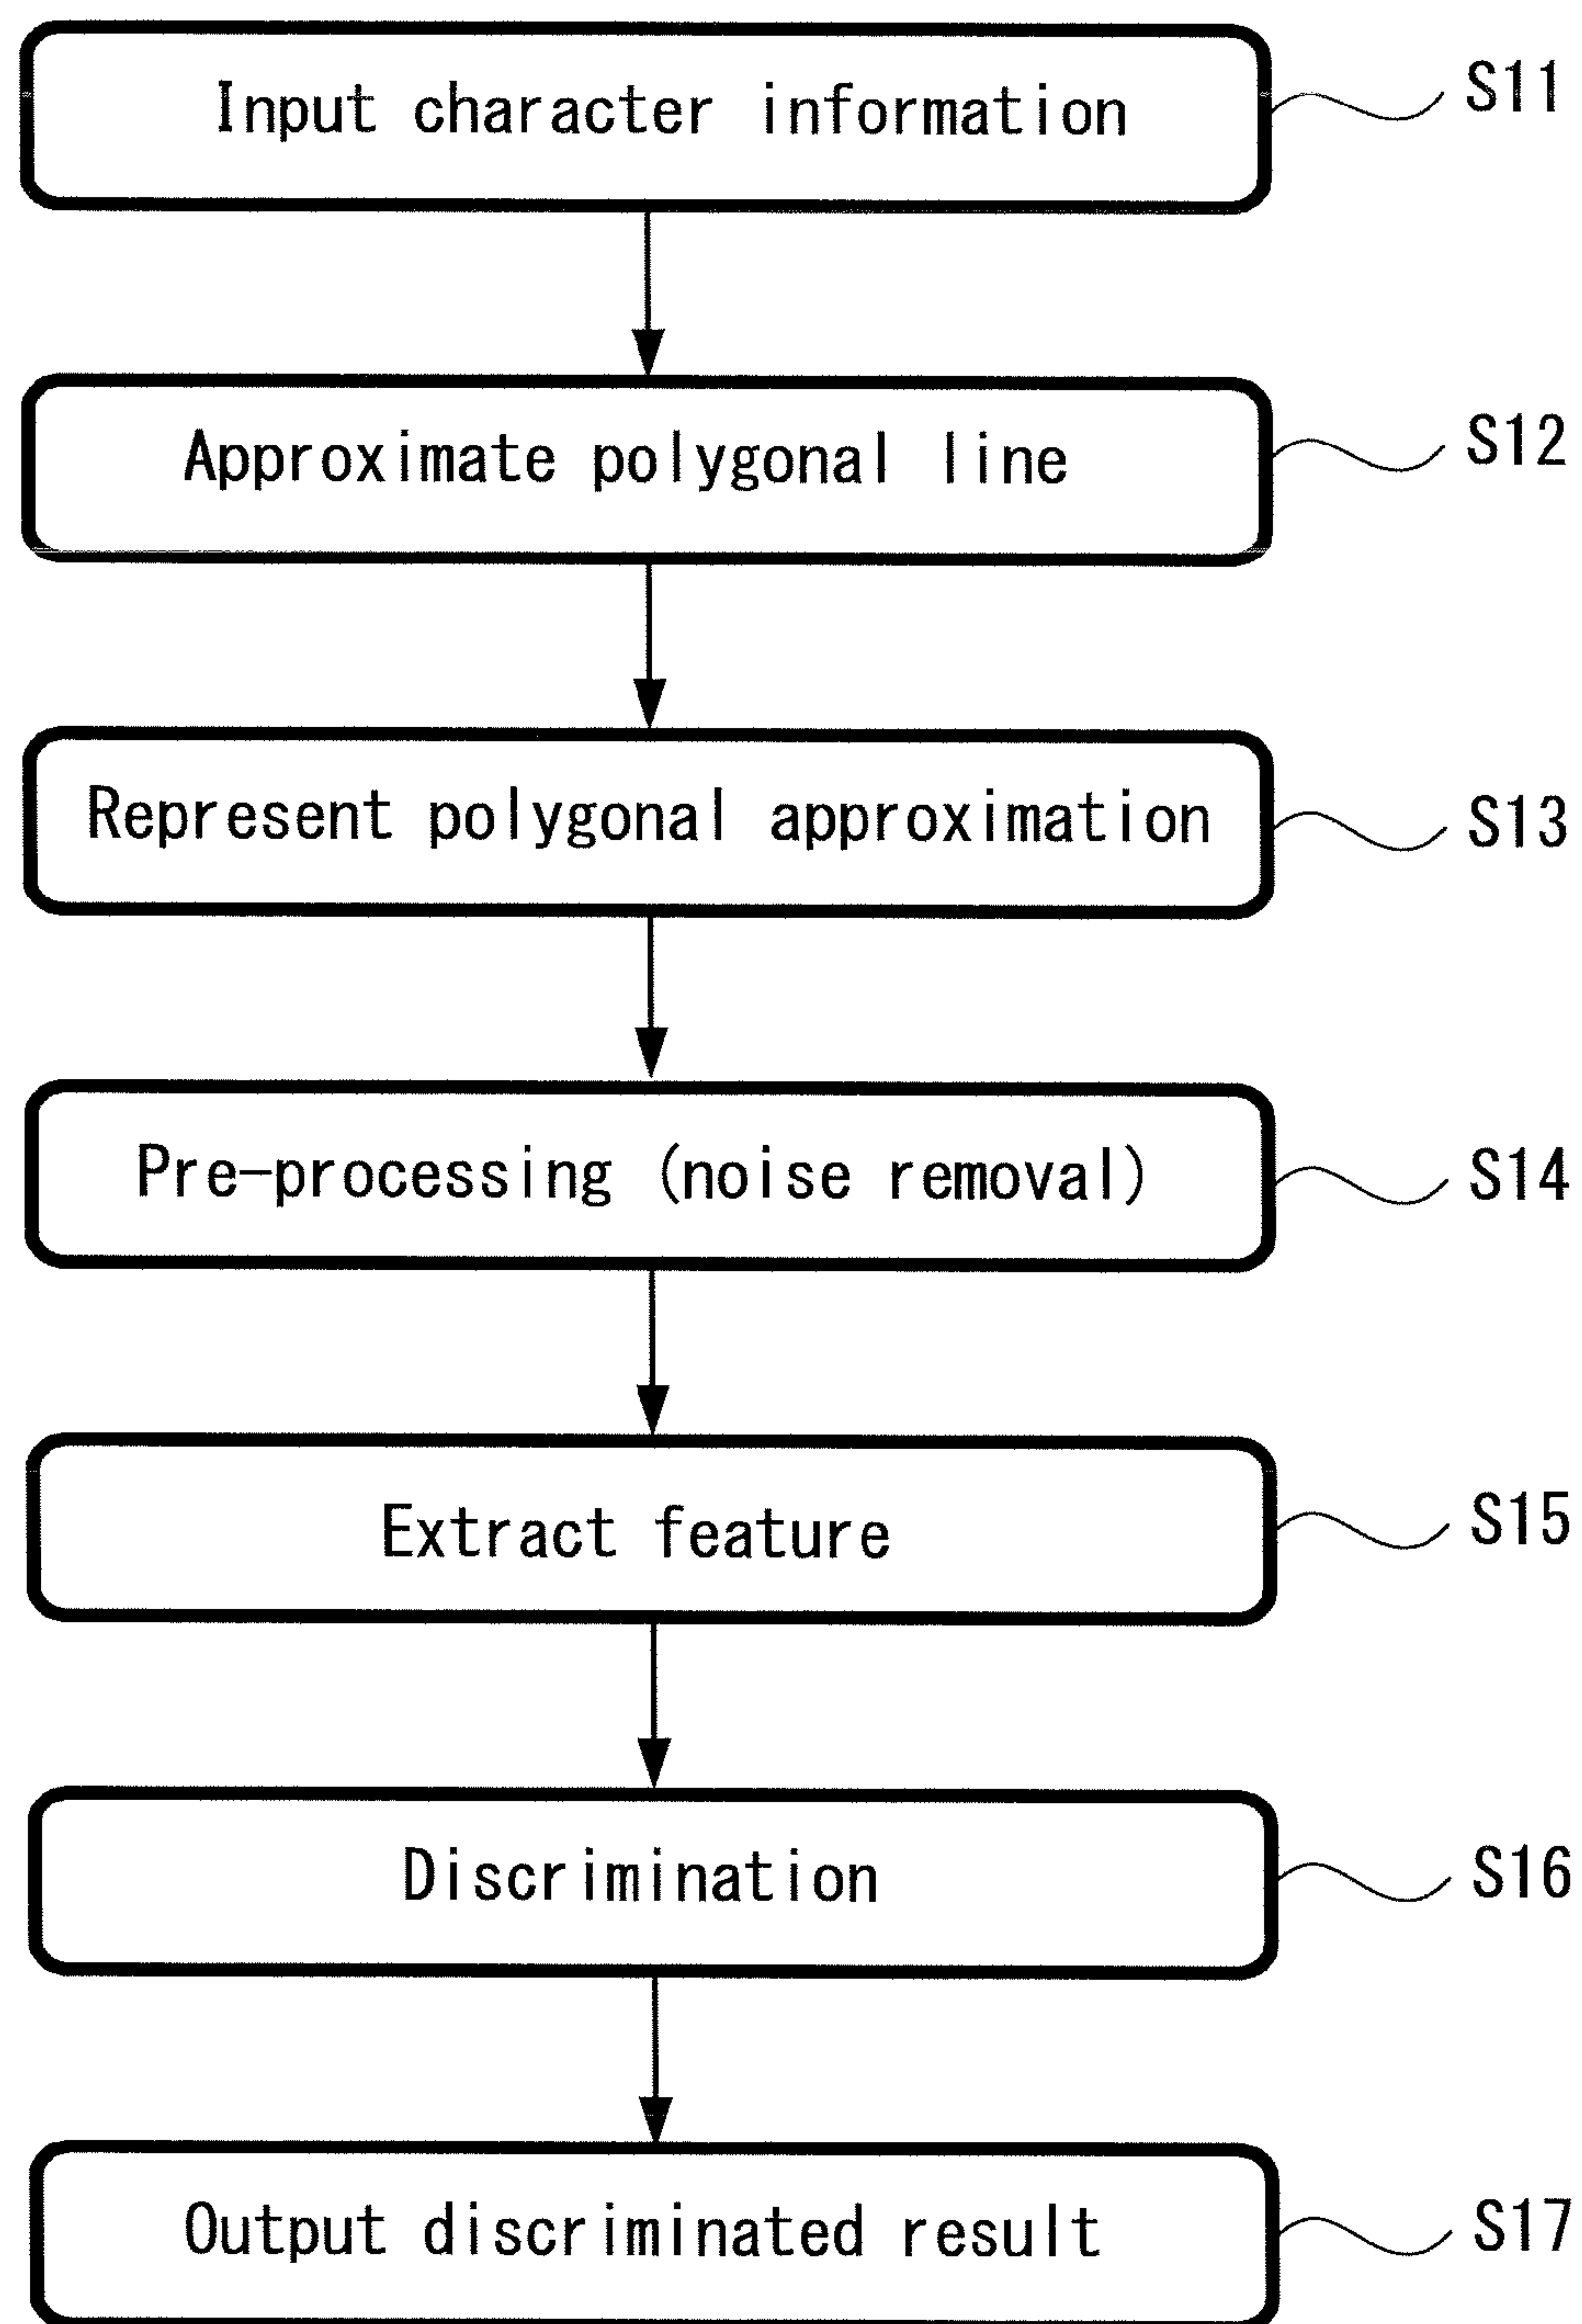 Input character information S11
Approximate polygonal line S12
Represent polygonal approximation S13
Pre-processing (noise removal) S14
Extract feature S15
Discrimination S16
Output discriminated result S17